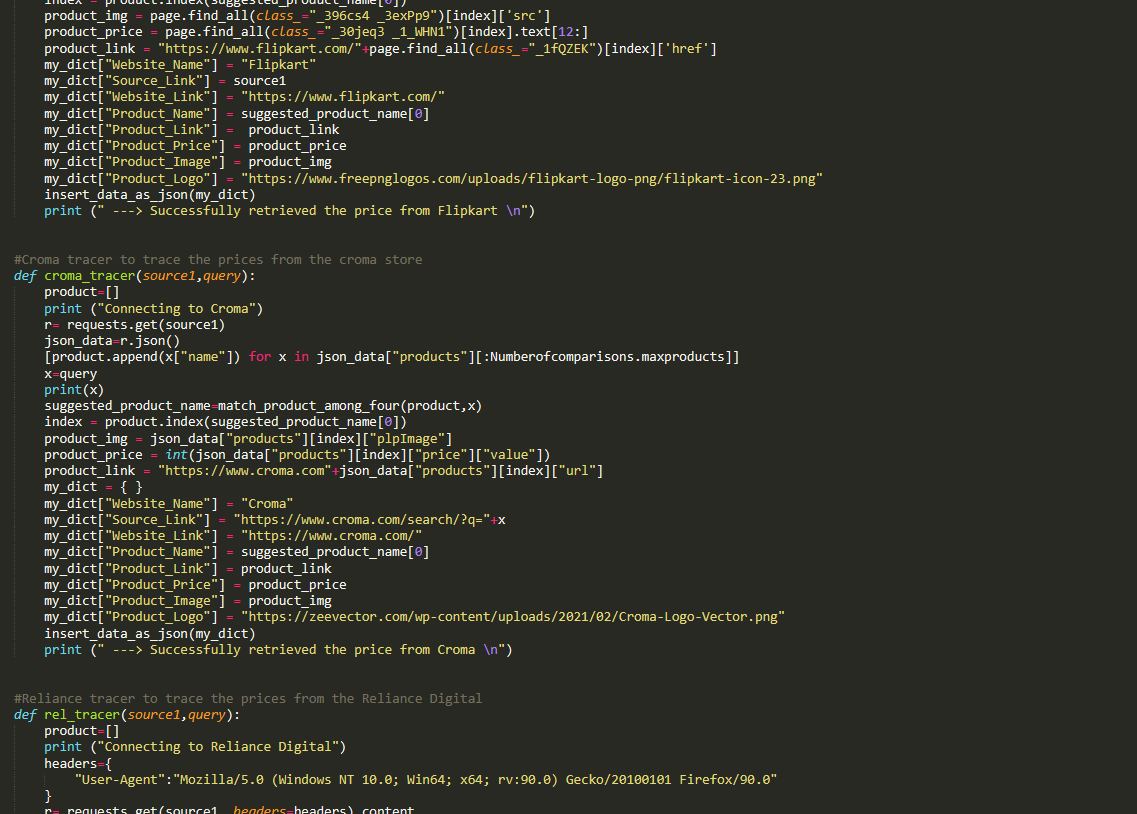 index = product.index(suggested_product_name[0])
product_img = page.find_all(class_="_396cs4 _3exPp9")[index]['src']
product_price = page.find_all(class_="_30jeq3 _1_WHN1")[index].text[12:]
product_link = "https://www.flipkart.com/"+page.find_all(class_="_1fQZEK")[index]['href']
my_dict["Website_Name"] = "Flipkart"
my_dict["Source_Link"] = source1
my_dict["Website_Link"] = "https://www.flipkart.com/"
my_dict["Product_Name"] = suggested_product_name[0]
my_dict["Product_Link"] =  product_link
my_dict["Product_Price"] = product_price
my_dict["Product_Image"] = product_img
my_dict["Product_Logo"] = "https://www.freepnglogos.com/uploads/flipkart-logo-png/flipkart-icon-23.png"
insert_data_as_json(my_dict)
print (" ---> Successfully retrieved the price from Flipkart \n")
#Croma tracer to trace the prices from the croma store
def croma_tracer(source1,query):
product=[]
print ("Connecting to Croma")
r= requests.get(source1)
json_data=r.json()
[product.append(x["name"]) for x in json_data["products"][:Numberofcomparisons.maxproducts]]
x=query
print(x)
suggested_product_name=match_product_among_four(product,x)
index = product.index(suggested_product_name[0])
product_img = json_data["products"][index]["plpImage"]
product_price = int(json_data["products"][index]["price"]["value"])
product_link = "https://www.croma.com"+json_data["products"][index]["url"]
my_dict = { }
my_dict["Website_Name"] = "Croma"
my_dict["Source_Link"] = "https://www.croma.com/search/?q="+x
my_dict["Website_Link"] = "https://www.croma.com/"
my_dict["Product_Name"] = suggested_product_name[0]
my_dict["Product_Link"] = product_link
my_dict["Product_Price"] = product_price
my_dict["Product_Image"] = product_img
my_dict["Product_Logo"] = "https://zeevector.com/wp-content/uploads/2021/02/Croma-Logo-Vector.png"
insert_data_as_json(my_dict)
print (" ---> Successfully retrieved the price from Croma \n")
#Reliance tracer to trace the prices from the Reliance Digital
def rel_tracer(source1,query):
product=[]
print ("Connecting to Reliance Digital")
headers={
"User-Agent":"Mozilla/5.0 (Windows NT 10.0; Win64; x64; rv:90.0) Gecko/20100101 Firefox/90.0"
}
r= requests.get(source1, headers=headers).content